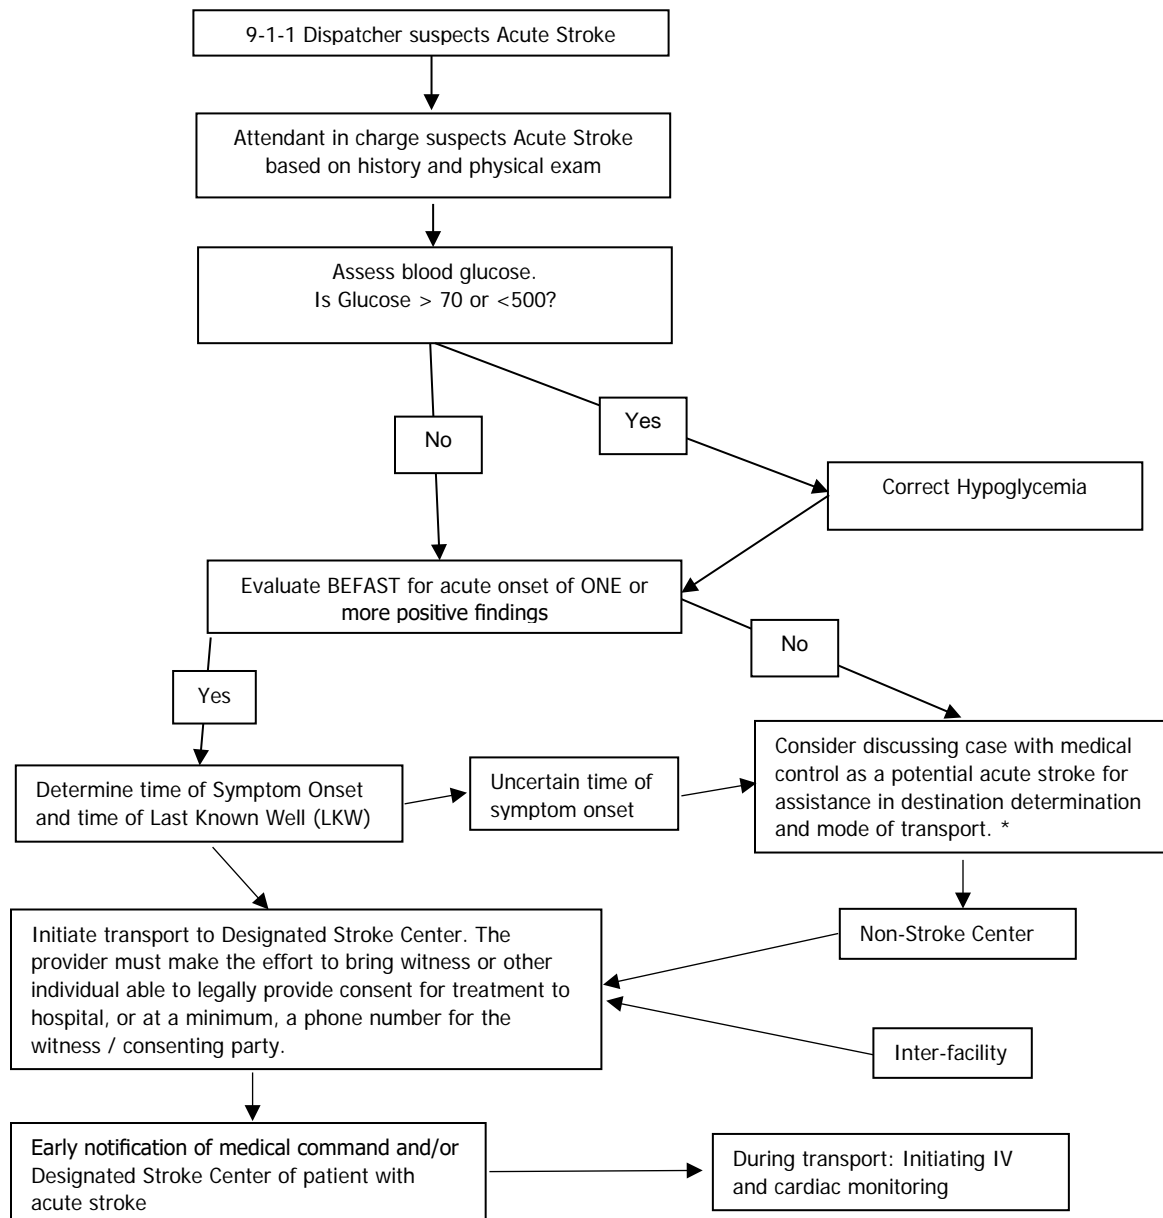 9-1-1 Dispatcher suspects Acute Stroke
Attendant in charge suspects Acute Stroke
based on history and physical exam
Assess blood glucose.
Is Glucose > 70 or <500?
No
Yes
Correct Hypoglycemia
Evaluate BEFAST for acute onset of ONE or
more positive findings
No
Yes
Determine time of Symptom Onset
and time of Last Known Well (LKW)
Uncertain time of
symptom onset
Consider discussing case with medical
control as a potential acute stroke for
assistance in destination determination
and mode of transport. *
Initiate transport to Designated Stroke Center. The
provider must make the effort to bring witness or other
individual able to legally provide consent for treatment to
hospital, or at a minimum, a phone number for the
witness / consenting party.
Non-Stroke Center
Inter-facility
Early notification of medical command and/or
Designated Stroke Center of patient with
acute stroke
During transport: Initiating IV
and cardiac monitoring